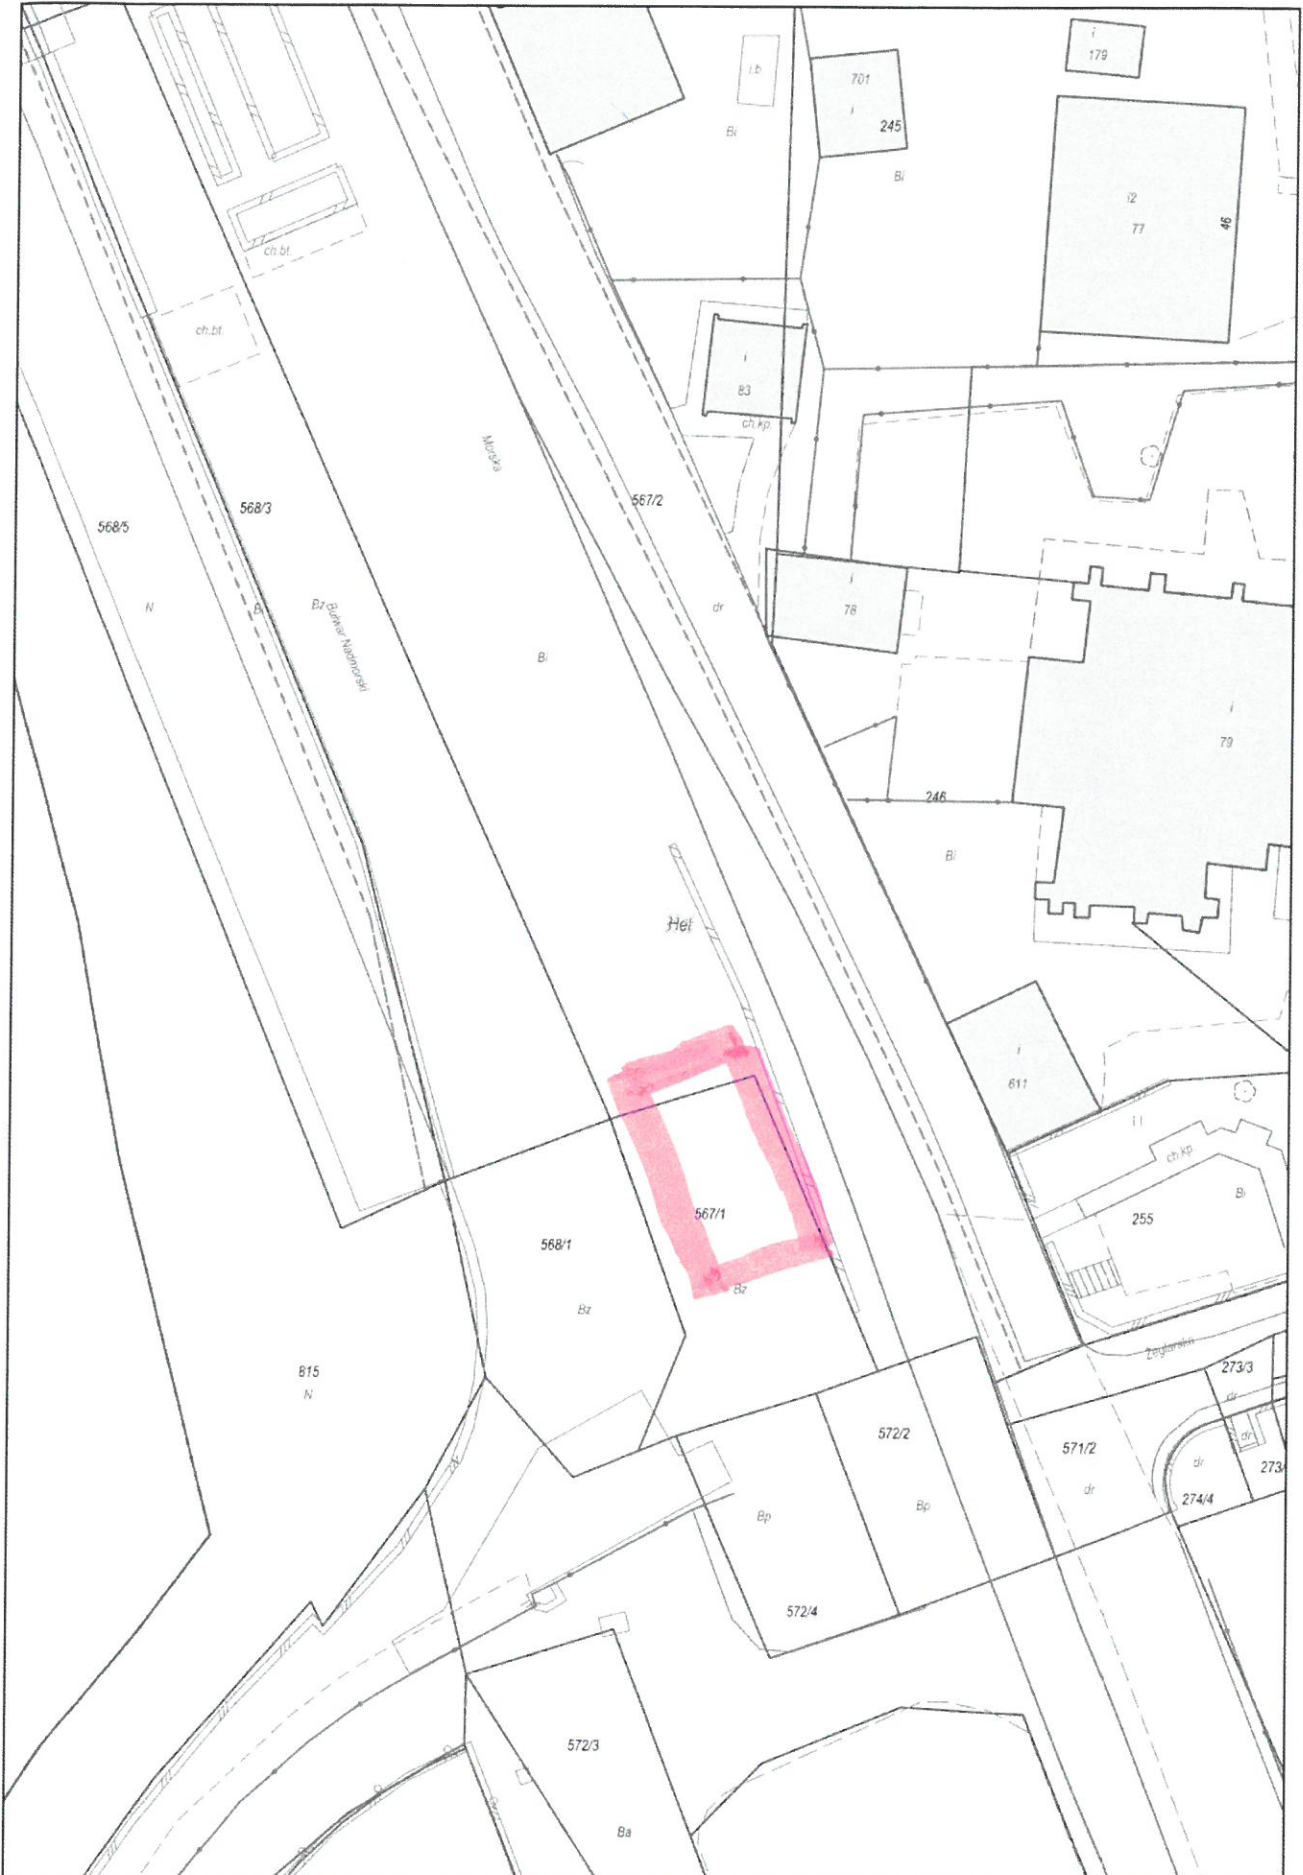 i
179
i.b
701
i
245
Bi
Bi
i2
77
46
ch.bt.
ch.bt.
i
83
ch.kp.
Morska
568/3
567/2
568/5
N
B
Bz
Bulwar Nadmorski
dr
i
78
Bi
i
79
246
Bi
Hel
i
611
ch.kp.
Bi
255
567/1
568/1
Bz
Bz
815
N
Żeglarska
273/3
dr
572/2
571/2
dr
dr
dr
273/
274/4
Bp
Bp
572/4
572/3
Ba